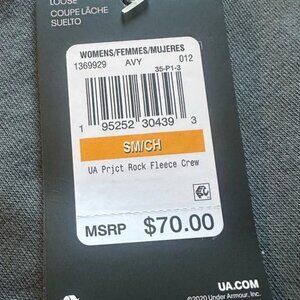 LOOSE
COUPE LÂCHE
SUELTO
WOMENS/FEMMES/MUJERES
1369929 AVY 012
35-P1-3
1 95252 30439 3
SM/CH
UA Prjct Rock Fleece Crew
MSRP $70.00
UA.COM
©2020 Under Armour, Inc.